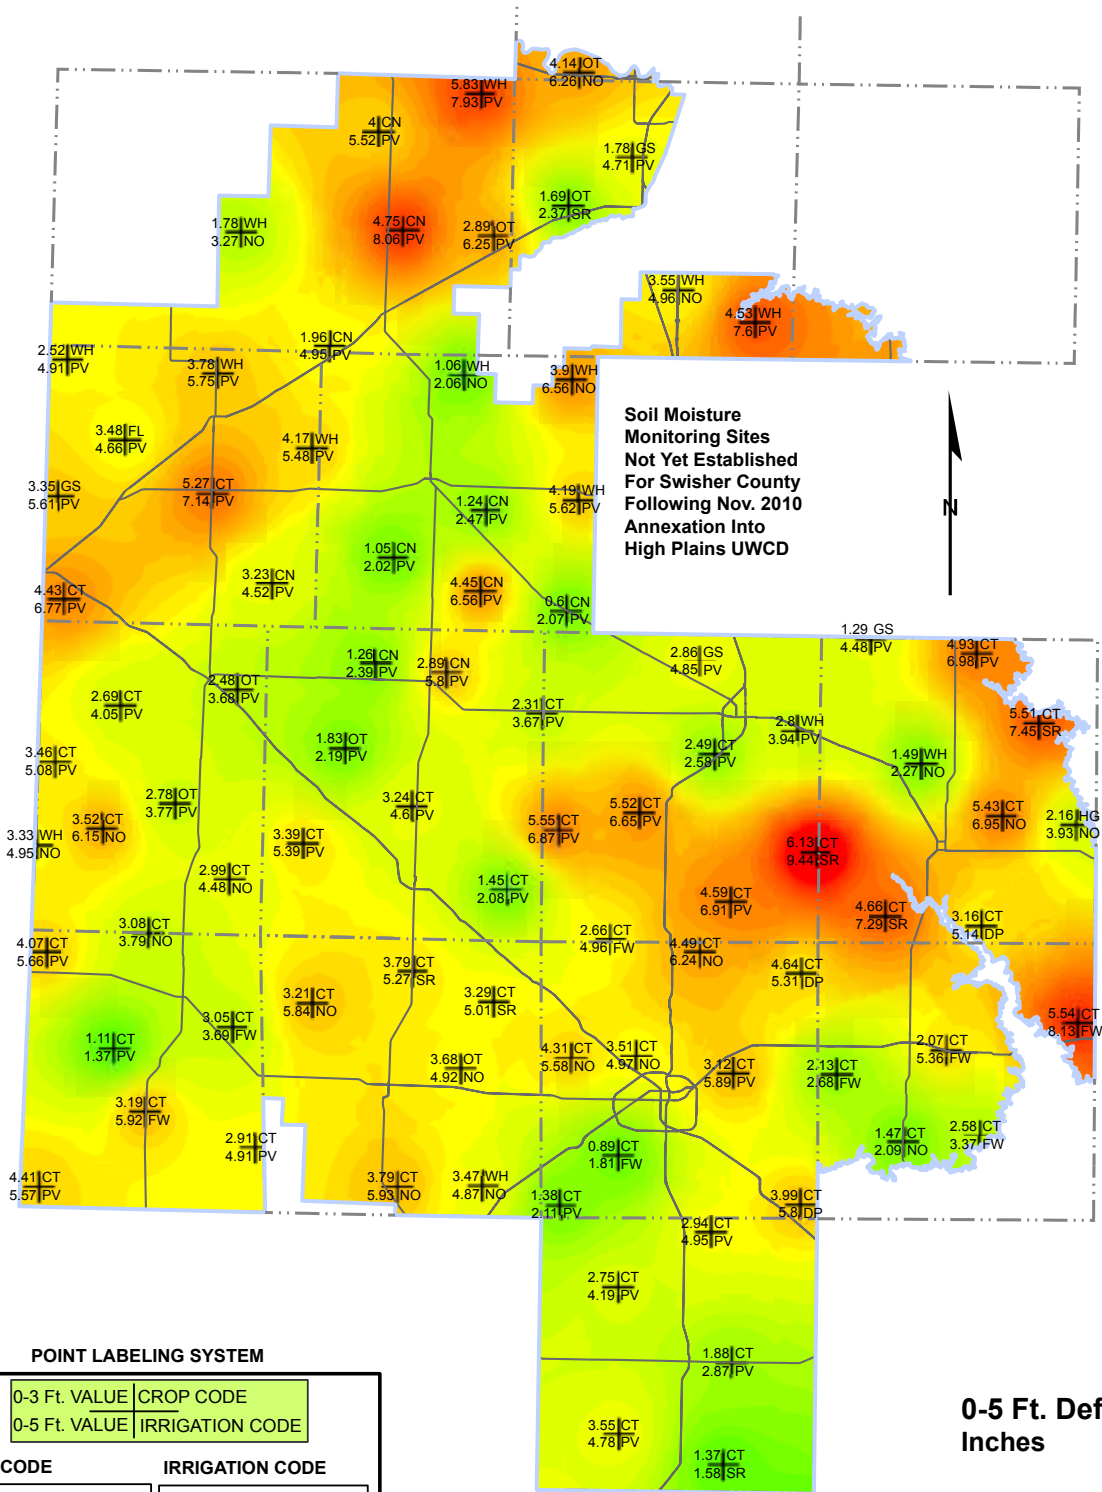 4.14 OT
6.26 NO
5.83 WH
7.93 PV
4 CN
5.52 PV
1.78 GS
4.71 PV
1.69 OT
2.37 SR
1.78 WH
3.27 NO
4.75 CN
8.06 PV
2.89 OT
6.25 PV
3.55 WH
4.96 NO
4.53 WH
7.6 PV
1.96 CN
4.95 PV
2.52 WH
4.91 PV
3.78 WH
5.75 PV
1.06 WH
2.06 NO
3.9 WH
6.56 NO
Soil Moisture
Monitoring Sites
Not Yet Established
For Swisher County
Following Nov. 2010
Annexation Into
High Plains UWCD
N
3.48 FL
4.66 PV
4.17 WH
5.48 PV
3.35 GS
5.61 PV
5.27 CT
7.14 PV
1.24 CN
2.47 PV
4.19 WH
5.62 PV
1.05 CN
2.02 PV
3.23 CN
4.52 PV
4.45 CN
6.56 PV
4.43 CT
6.77 PV
0.6 CN
2.07 PV
1.29 GS
4.48 PV
4.93 CT
6.98 PV
1.26 CN
2.39 PV
2.89 CN
5.8 PV
2.86 GS
4.85 PV
2.48 OT
3.68 PV
2.69 CT
4.05 PV
2.31 CT
3.67 PV
2.8 WH
3.94 PV
5.51 CT
7.45 SR
1.83 OT
2.19 PV
2.49 CT
2.58 PV
3.46 CT
5.08 PV
1.49 WH
2.27 NO
2.78 OT
3.77 PV
3.24 CT
4.6 PV
5.52 CT
6.65 PV
5.43 CT
6.95 NO
2.16 HG
3.93 NO
3.52 CT
6.15 NO
3.33 WH
4.95 NO
3.39 CT
5.39 PV
5.55 CT
6.87 PV
6.13 CT
9.44 SR
2.99 CT
4.48 NO
1.45 CT
2.08 PV
4.59 CT
6.91 PV
4.66 CT
7.29 SR
3.16 CT
5.14 DP
3.08 CT
3.79 NO
4.07 CT
5.66 PV
2.66 CT
4.96 FW
4.49 CT
6.24 NO
3.79 CT
5.27 SR
4.64 CT
5.31 DP
3.21 CT
5.84 NO
3.29 CT
5.01 SR
5.54 CT
8.13 FW
3.05 CT
3.69 FW
1.11 CT
1.37 PV
3.68 OT
4.92 NO
4.31 CT
5.58 NO
3.51 CT
4.97 NO
2.07 CT
5.36 FW
3.12 CT
5.89 PV
2.13 CT
2.68 FW
3.19 CT
5.92 FW
2.91 CT
4.91 PV
1.47 CT
2.09 NO
2.58 CT
3.37 FW
0.89 CT
1.81 FW
4.41 CT
5.57 PV
3.79 CT
5.93 NO
3.47 WH
4.87 NO
1.38 CT
2.11 PV
3.99 CT
5.8 DP
2.94 CT
4.95 PV
2.75 CT
4.19 PV
1.88 CT
2.87 PV
3.55 CT
4.78 PV
1.37 CT
1.58 SR
POINT LABELING SYSTEM
0-3 Ft. VALUE CROP CODE
0-5 Ft. VALUE IRRIGATION CODE
CODE IRRIGATION CODE
0-5 Ft. Def
Inches